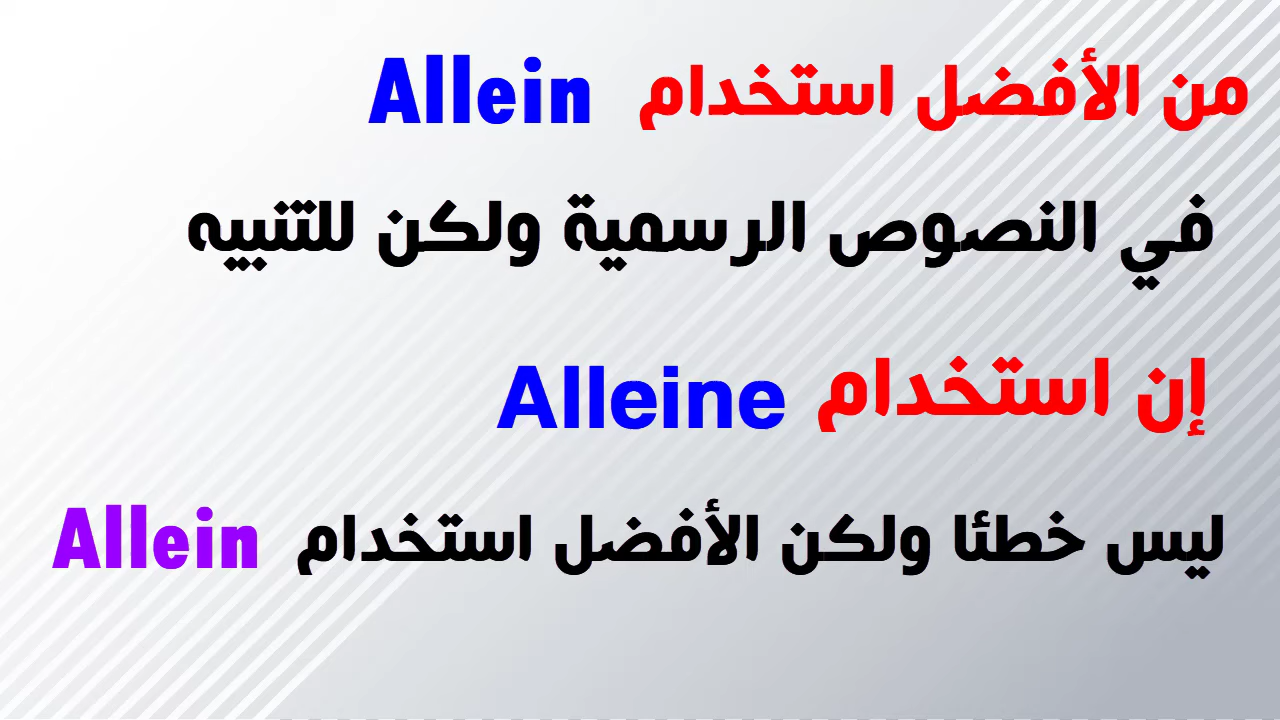 من الأفضل استخدام Allein
في النصوص الرسمية ولكن للتنبيه
إن استخدام Alleine
ليس خطئا ولكن الأفضل استخدام Allein